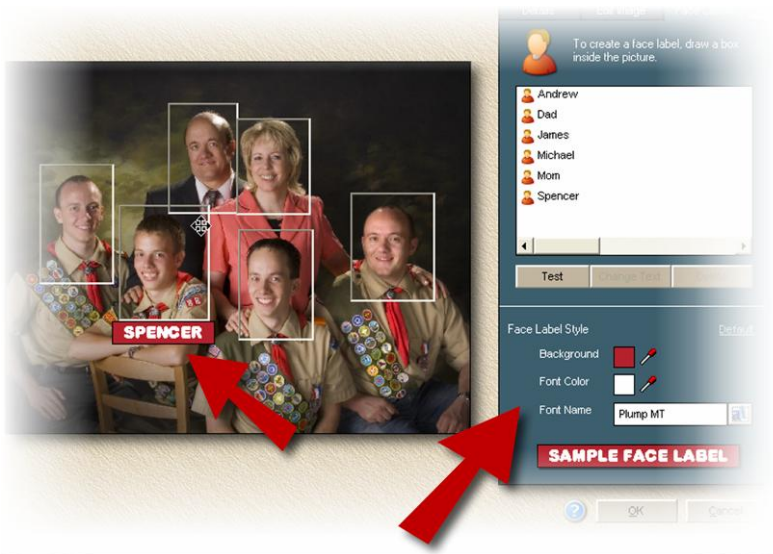 To create a face label, draw a box
inside the picture.
Andrew
Dad
James
Michael
Mom
Spencer
Test
Change Text
SPENCER
Face Label Style
Default
Background
Font Color
Font Name
Plump MT
SAMPLE FACE LABEL
OK
Cancel